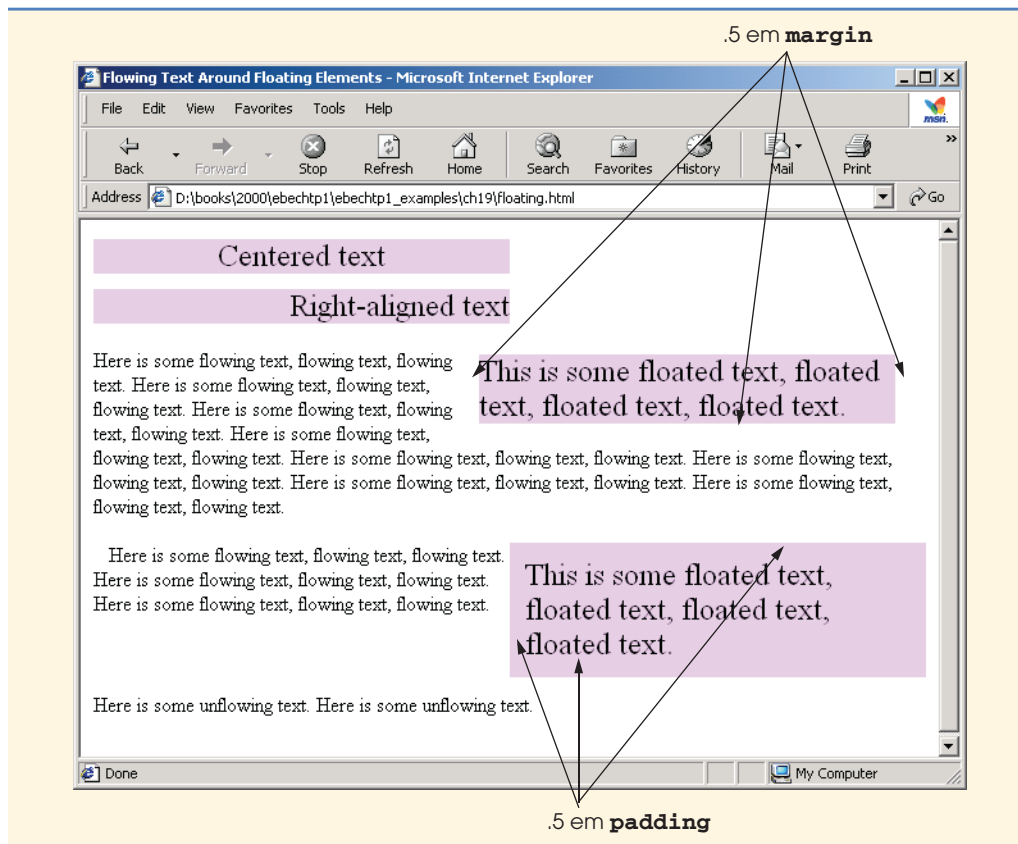 .5 em margin
Flowing Text Around Floating Elements - Microsoft Internet Explorer
File Edit View Favorites Tools Help
msn.
Back Forward Stop Refresh Home Search Favorites History Mail Print »
Address D:\books\2000\ebechtp1\ebechtp1_examples\ch19\floating.html Go
Centered text
Right-aligned text
Here is some flowing text, flowing text, flowing
text. Here is some flowing text, flowing text,
flowing text. Here is some flowing text, flowing
text, flowing text. Here is some flowing text,
This is some floated text, floated
text, floated text, floated text.
flowing text, flowing text. Here is some flowing text, flowing text, flowing text. Here is some flowing text,
flowing text, flowing text. Here is some flowing text, flowing text, flowing text. Here is some flowing text,
flowing text, flowing text.
Here is some flowing text, flowing text, flowing text.
Here is some flowing text, flowing text, flowing text.
Here is some flowing text, flowing text, flowing text.
This is some floated text,
floated text, floated text,
floated text.
Here is some unflowing text. Here is some unflowing text.
Done My Computer
.5 em padding